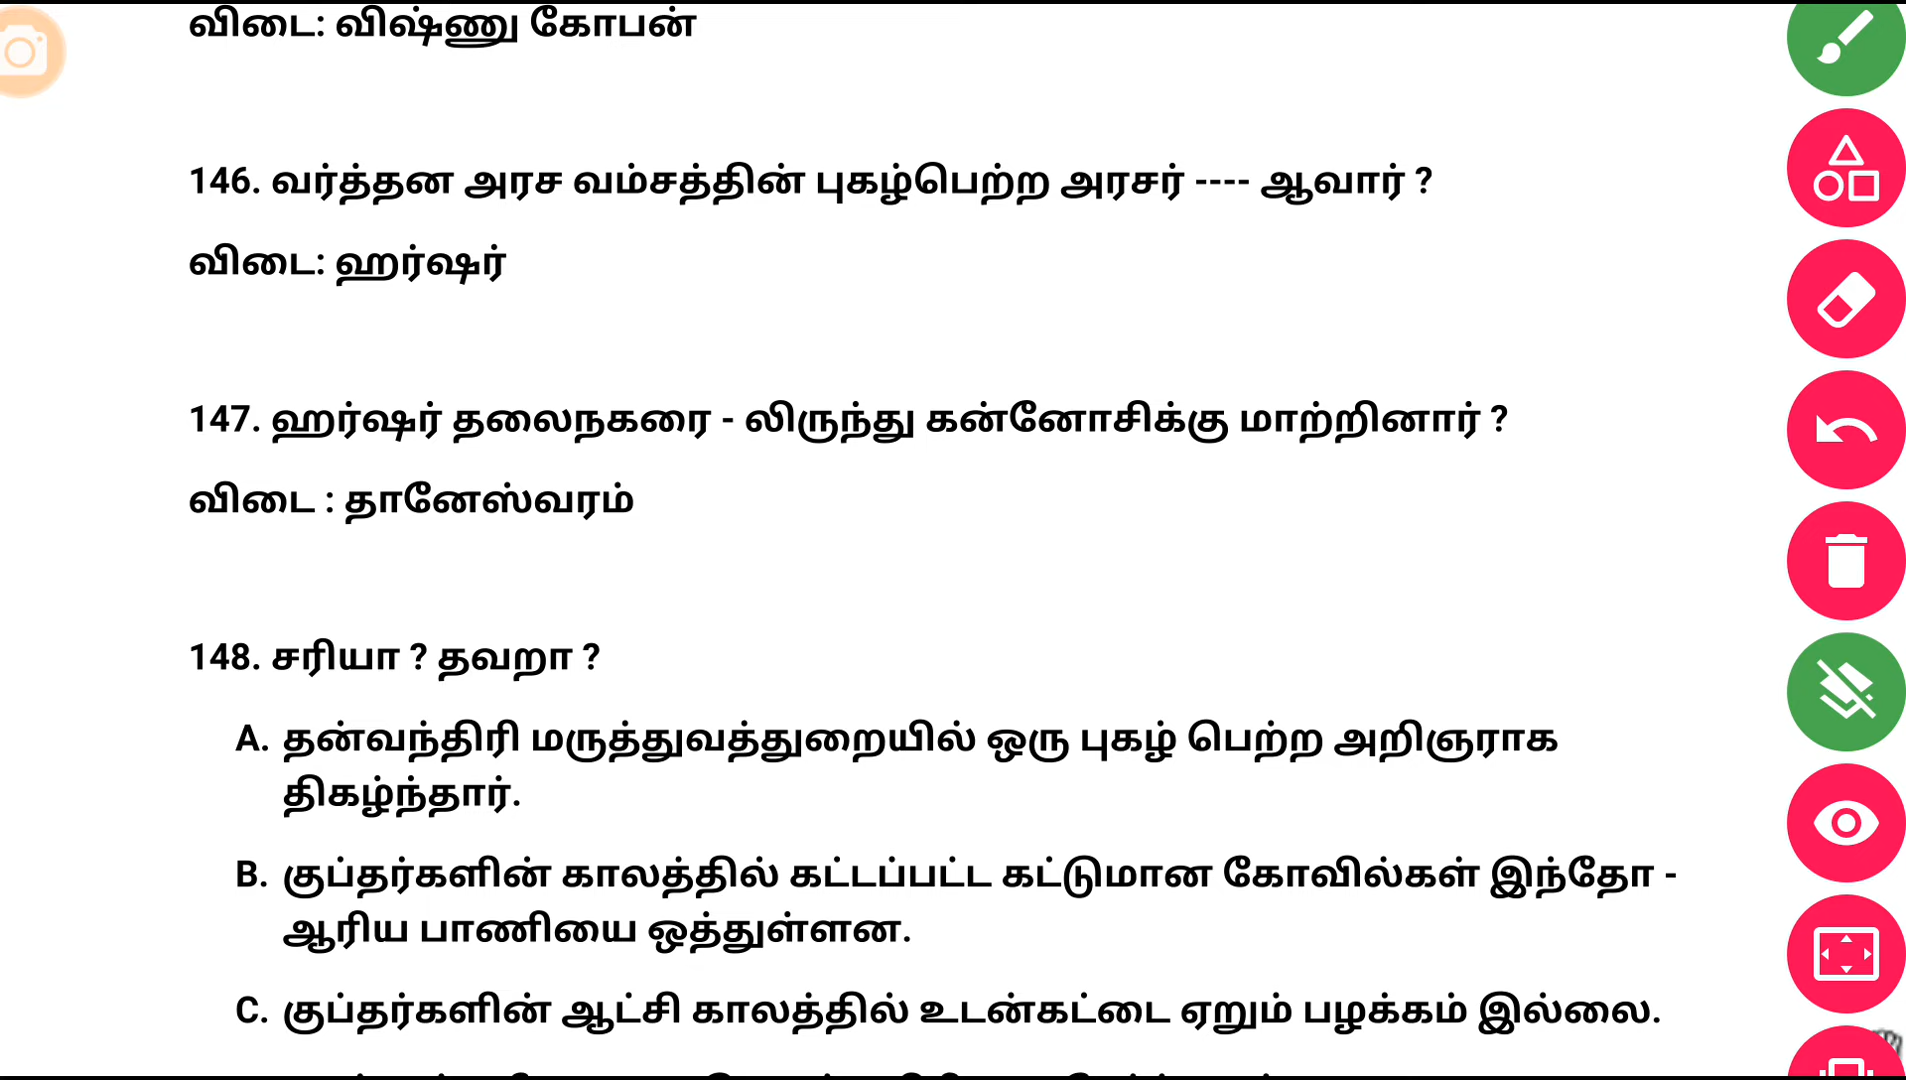 விடை: விஷ்ணு கோபன்
146. வர்த்தன அரச வம்சத்தின் புகழ்பெற்ற அரசர் ---- ஆவார் ?
விடை: ஹர்ஷர்
147. ஹர்ஷர் தலைநகரை - லிருந்து கன்னோசிக்கு மாற்றினார் ?
விடை : தானேஸ்வரம்
148. சரியா ? தவறா ?
A. தன்வந்திரி மருத்துவத்துறையில் ஒரு புகழ் பெற்ற அறிஞராக
திகழ்ந்தார்.
B. குப்தர்களின் காலத்தில் கட்டப்பட்ட கட்டுமான கோவில்கள் இந்தோ -
ஆரிய பாணியை ஒத்துள்ளன.
C. குப்தர்களின் ஆட்சி காலத்தில் உடன்கட்டை ஏறும் பழக்கம் இல்லை.